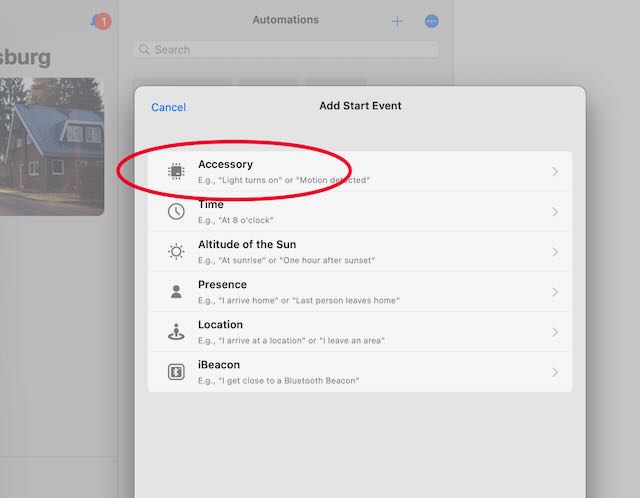 1
Automations
sburg
Search
Cancel
Add Start Event
Accessory
E.g., "Light turns on" or "Motion detected"
Time
E.g., "At 8 o'clock"
Altitude of the Sun
E.g., "At sunrise" or "One hour after sunset"
Presence
E.g., "I arrive home" or "Last person leaves home"
Location
E.g., "I arrive at a location" or "I leave an area"
iBeacon
E.g., "I get close to a Bluetooth Beacon"